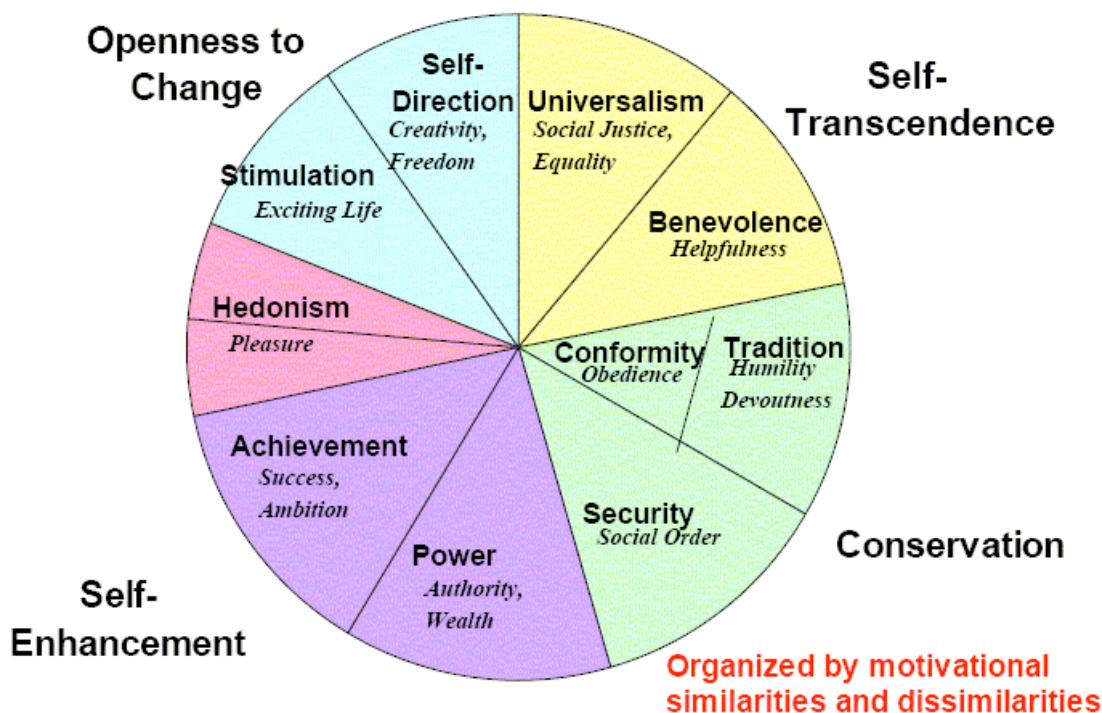 Openness to
Change
Self-
Transcendence
Self-
Direction
Creativity,
Freedom
Universalism
Social Justice,
Equality
Stimulation
Exciting Life
Benevolence
Helpfulness
Hedonism
Pleasure
Conformity
Obedience
Tradition
Humility
Devoutness
Achievement
Success,
Ambition
Security
Social Order
Power
Authority,
Wealth
Conservation
Self-
Enhancement
Organized by motivational
similarities and dissimilarities